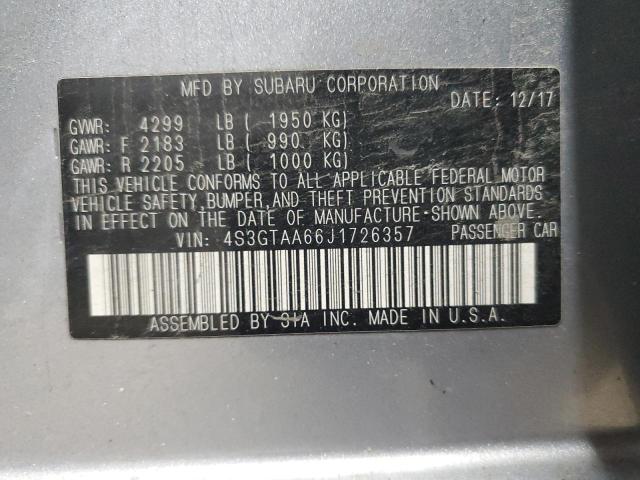 MFD BY SUBARU CORPORATION
DATE: 12/17
GVWR: 4299 LB ( 1950 KG)
GAWR: F 2183 LB ( 990 KG)
GAWR: R 2205 LB ( 1000 KG)
THIS VEHICLE CONFORMS TO ALL APPLICABLE FEDERAL MOTOR
VEHICLE SAFETY, BUMPER, AND THEFT PREVENTION STANDARDS
IN EFFECT ON THE DATE OF MANUFACTURE SHOWN ABOVE.
VIN: 4S3GTAA66J1726357 PASSENGER CAR
ASSEMBLED BY SIA INC. MADE IN U.S.A.